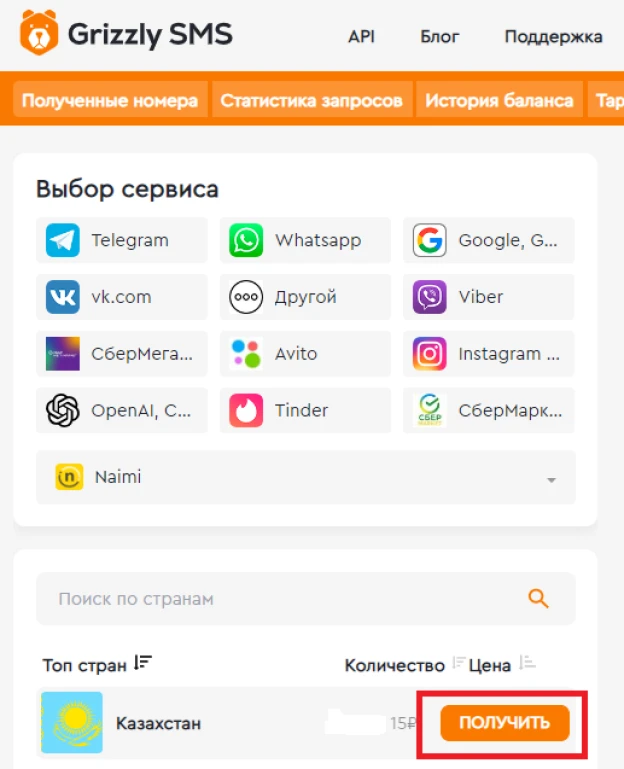 Grizzly SMS API Блог Поддержка
Полученные номера Статистика запросов История баланса Тар
Выбор сервиса
Telegram Whatsapp Google, G...
vk.com Другой Viber
СберМега... Avito Instagram ...
OpenAI, C... Tinder СберМарк...
Naimi
Поиск по странам
Топ стран Количество Цена
Казахстан 15₽ ПОЛУЧИТЬ